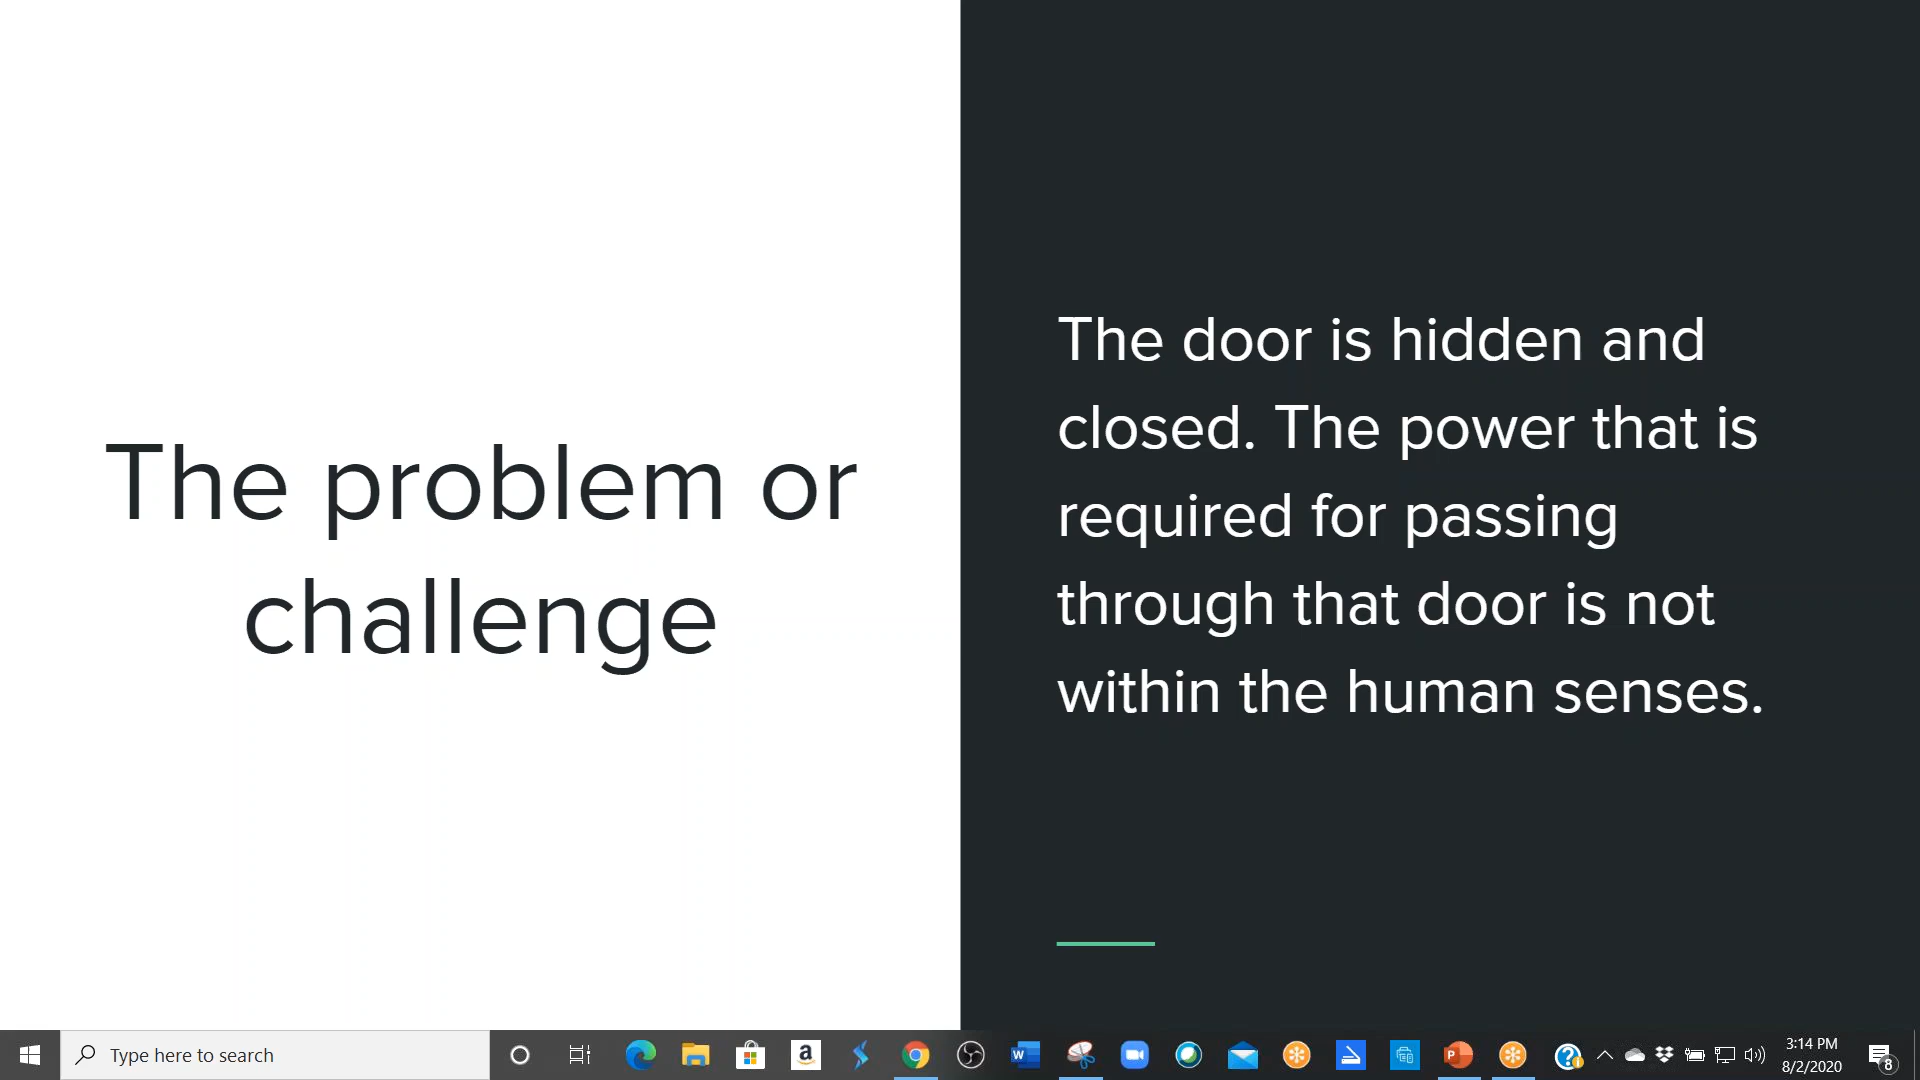 The problem or
challenge
The door is hidden and
closed. The power that is
required for passing
through that door is not
within the human senses.
Type here to search
3:14 PM
8/2/2020
8